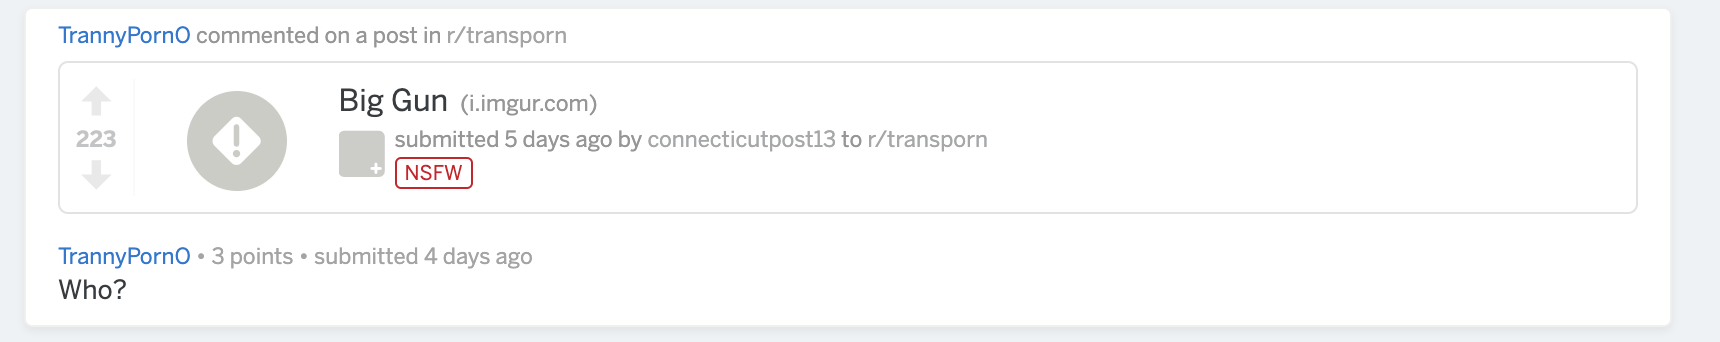 TrannyPornO commented on a post in r/transporn
223
Big Gun (i.imgur.com)
submitted 5 days ago by connecticutpost13 to r/transporn
NSFW
TrannyPornO • 3 points • submitted 4 days ago
Who?